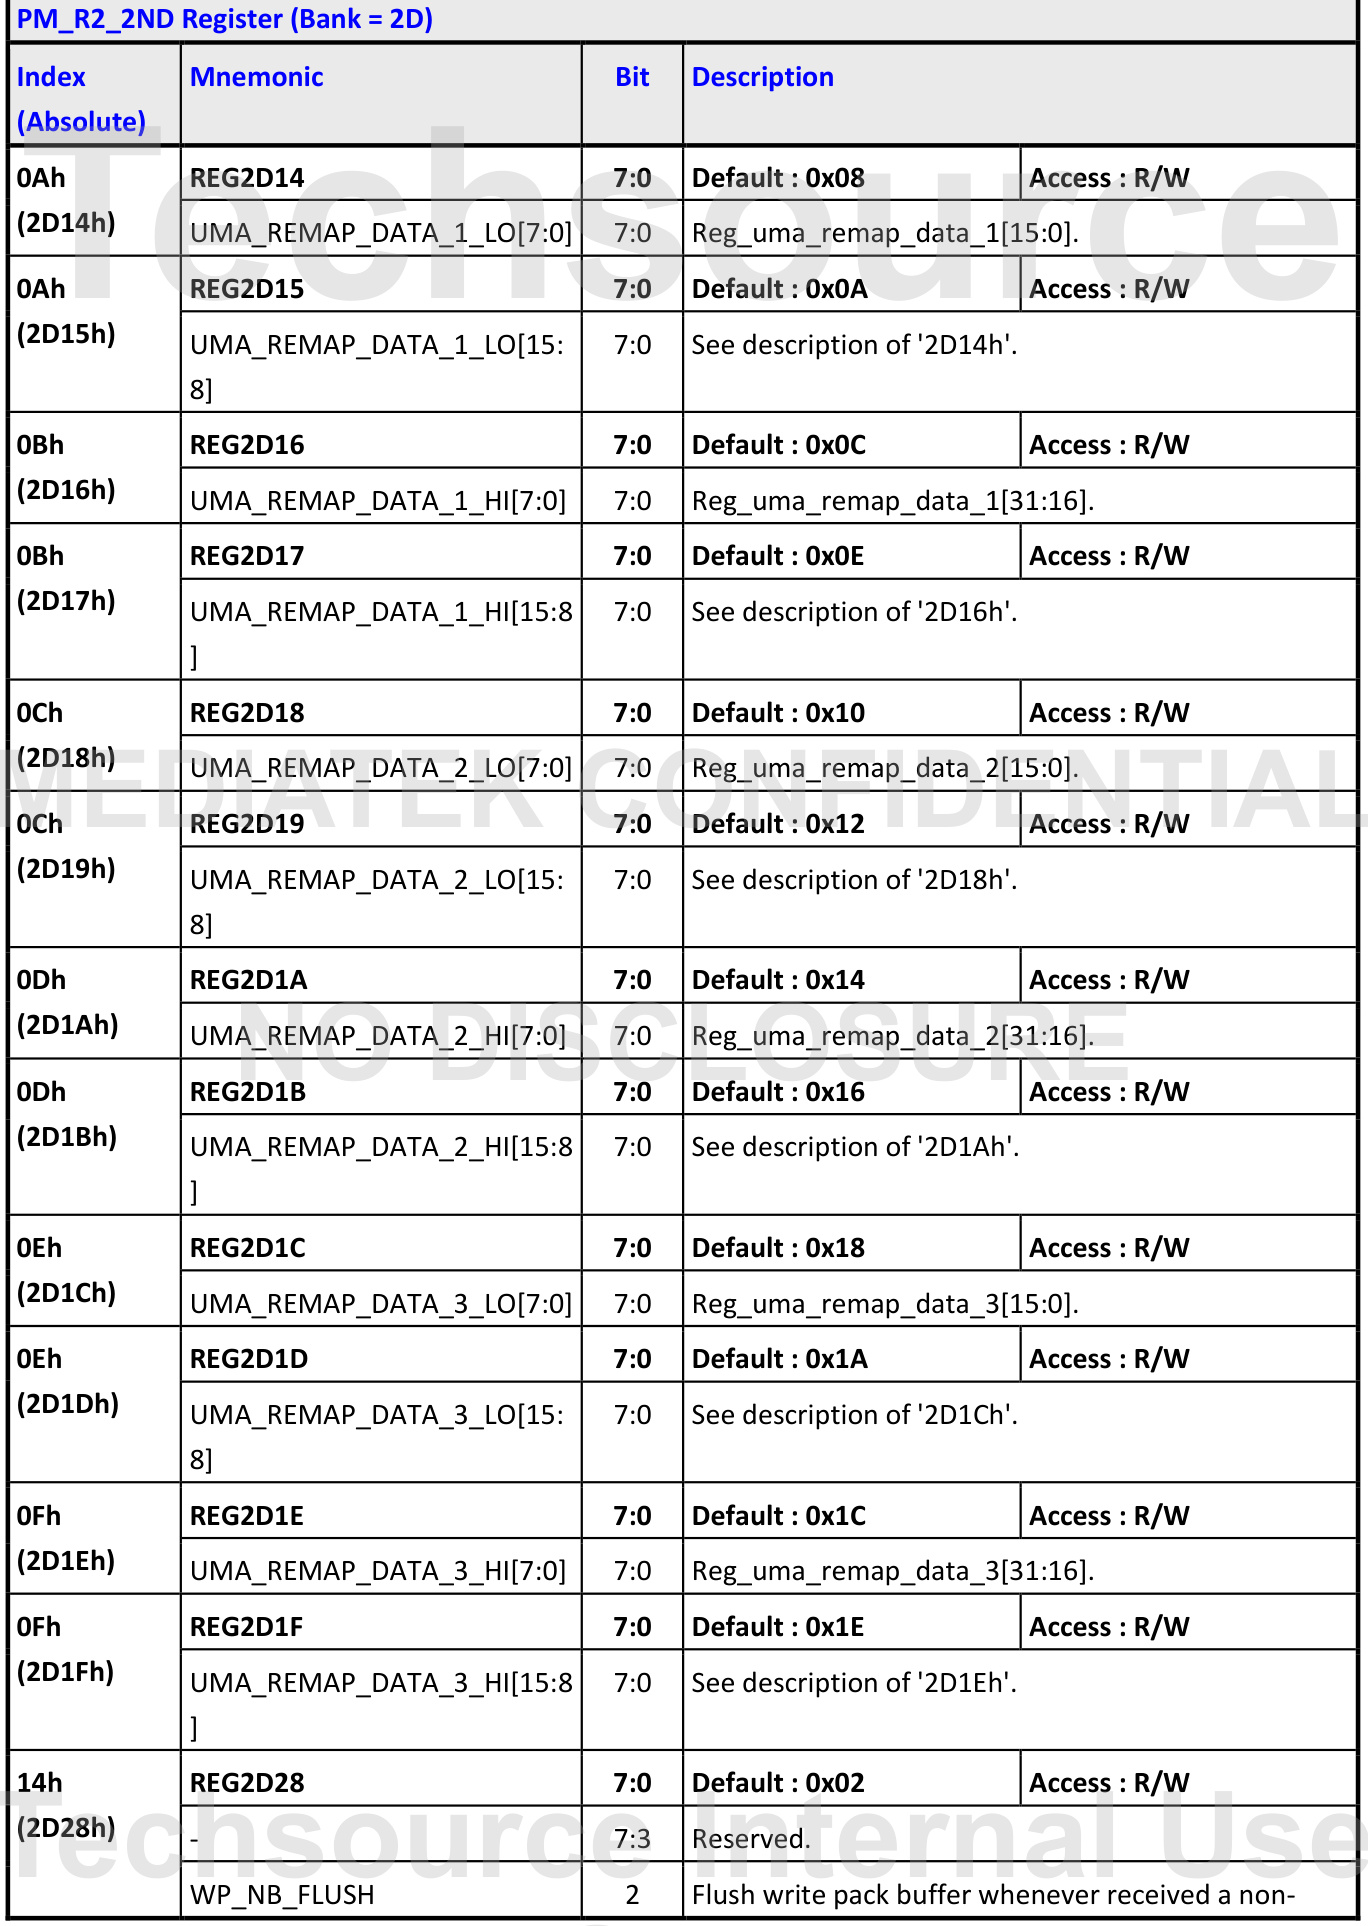 PM_R2_2ND Register (Bank = 2D)
Index Mnemonic Bit Description
(Absolute)
0Ah REG2D14 7:0 Default : 0x08 Access : R/W
(2D14h) UMA_REMAP_DATA_1_LO[7:0] 7:0 Reg_uma_remap_data_1[15:0].
Techsource
0Ah REG2D15 7:0 Default : 0x0A Access : R/W
(2D15h) UMA_REMAP_DATA_1_LO[15: 7:0 See description of '2D14h'.
8]
0Bh REG2D16 7:0 Default : 0x0C Access : R/W
(2D16h) UMA_REMAP_DATA_1_HI[7:0] 7:0 Reg_uma_remap_data_1[31:16].
0Bh REG2D17 7:0 Default : 0x0E Access : R/W
(2D17h) UMA_REMAP_DATA_1_HI[15:8 7:0 See description of '2D16h'.
]
0Ch REG2D18 7:0 Default : 0x10 Access : R/W
(2D18h) UMA_REMAP_DATA_2_LO[7:0] 7:0 Reg_uma_remap_data_2[15:0].
MEDIATEK CONFIDENTIAL
0Ch REG2D19 7:0 Default : 0x12 Access : R/W
(2D19h) UMA_REMAP_DATA_2_LO[15: 7:0 See description of '2D18h'.
8]
0Dh REG2D1A 7:0 Default : 0x14 Access : R/W
(2D1Ah) UMA_REMAP_DATA_2_HI[7:0] 7:0 Reg_uma_remap_data_2[31:16].
NO DISCLOSURE
0Dh REG2D1B 7:0 Default : 0x16 Access : R/W
(2D1Bh) UMA_REMAP_DATA_2_HI[15:8 7:0 See description of '2D1Ah'.
]
0Eh REG2D1C 7:0 Default : 0x18 Access : R/W
(2D1Ch) UMA_REMAP_DATA_3_LO[7:0] 7:0 Reg_uma_remap_data_3[15:0].
0Eh REG2D1D 7:0 Default : 0x1A Access : R/W
(2D1Dh) UMA_REMAP_DATA_3_LO[15: 7:0 See description of '2D1Ch'.
8]
0Fh REG2D1E 7:0 Default : 0x1C Access : R/W
(2D1Eh) UMA_REMAP_DATA_3_HI[7:0] 7:0 Reg_uma_remap_data_3[31:16].
0Fh REG2D1F 7:0 Default : 0x1E Access : R/W
(2D1Fh) UMA_REMAP_DATA_3_HI[15:8 7:0 See description of '2D1Eh'.
]
14h REG2D28 7:0 Default : 0x02 Access : R/W
(2D28h) - 7:3 Reserved.
Techsource Internal Use
WP_NB_FLUSH 2 Flush write pack buffer whenever received a non-